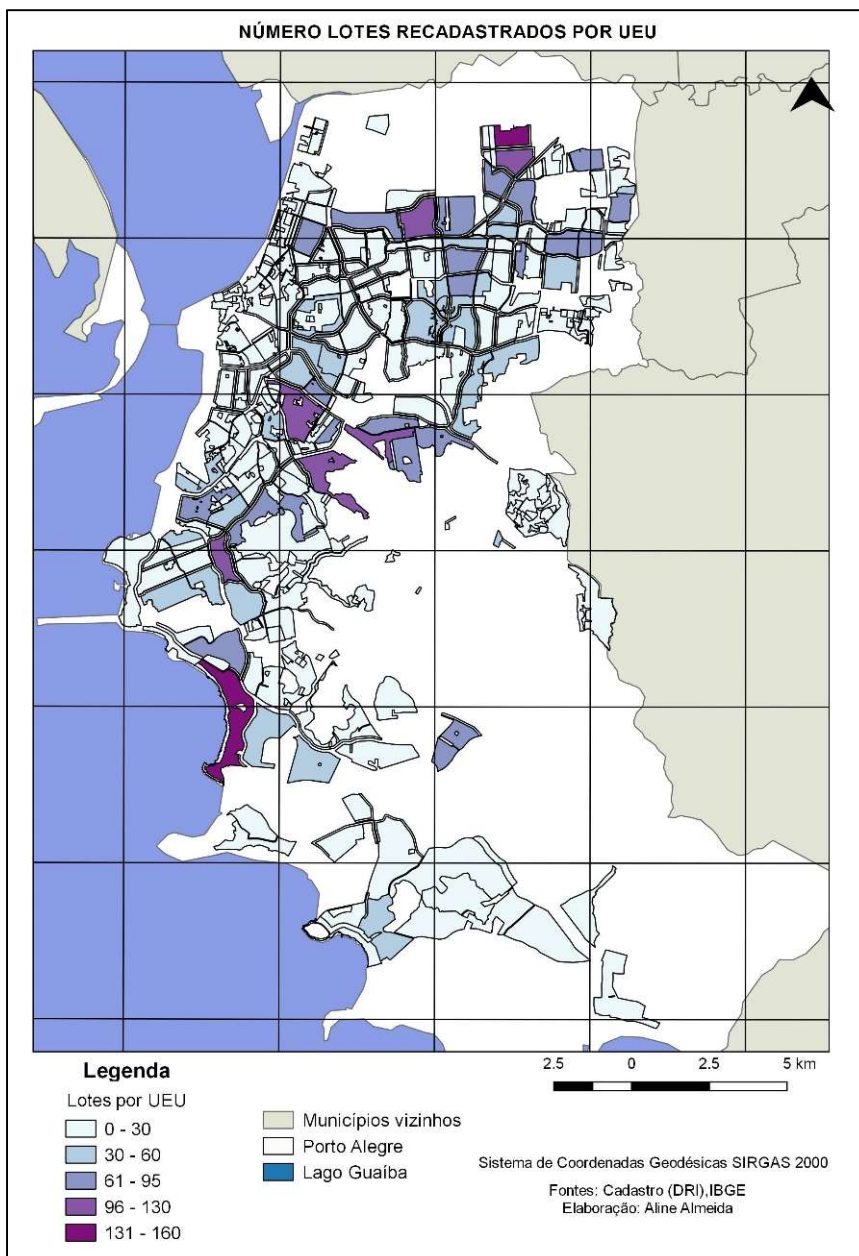 NÚMERO LOTES RECADASTRADOS POR UEU
Legenda
Lotes por UEU
0 - 30
30 - 60
61 - 95
96 - 130
131 - 160
Municípios vizinhos
Porto Alegre
Lago Guaíba
2.5 0 2.5 5 km
Sistema de Coordenadas Geodésicas SIRGAS 2000
Fontes: Cadastro (DRI),IBGE
Elaboração: Aline Almeida